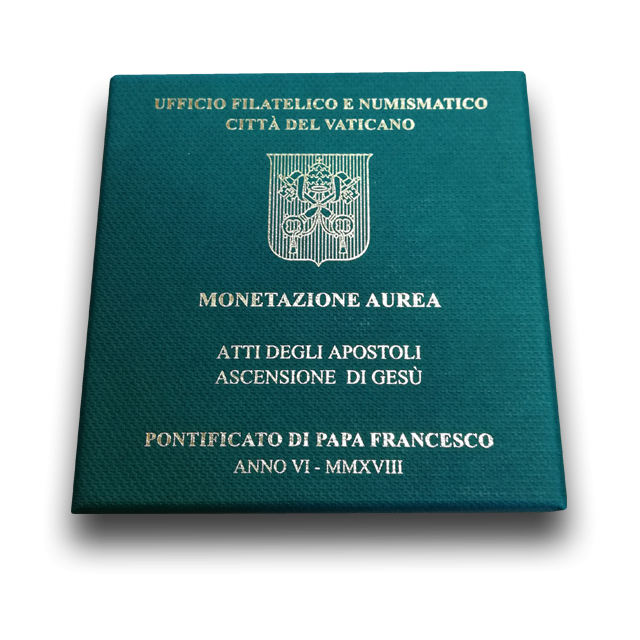 UFFICIO FILATELICO E NUMISMATICO
CITTÀ DEL VATICANO
MONETAZIONE AUREA
ATTI DEGLI APOSTOLI
ASCENSIONE DI GESÙ
PONTIFICATO DI PAPA FRANCESCO
ANNO VI - MMXVIII